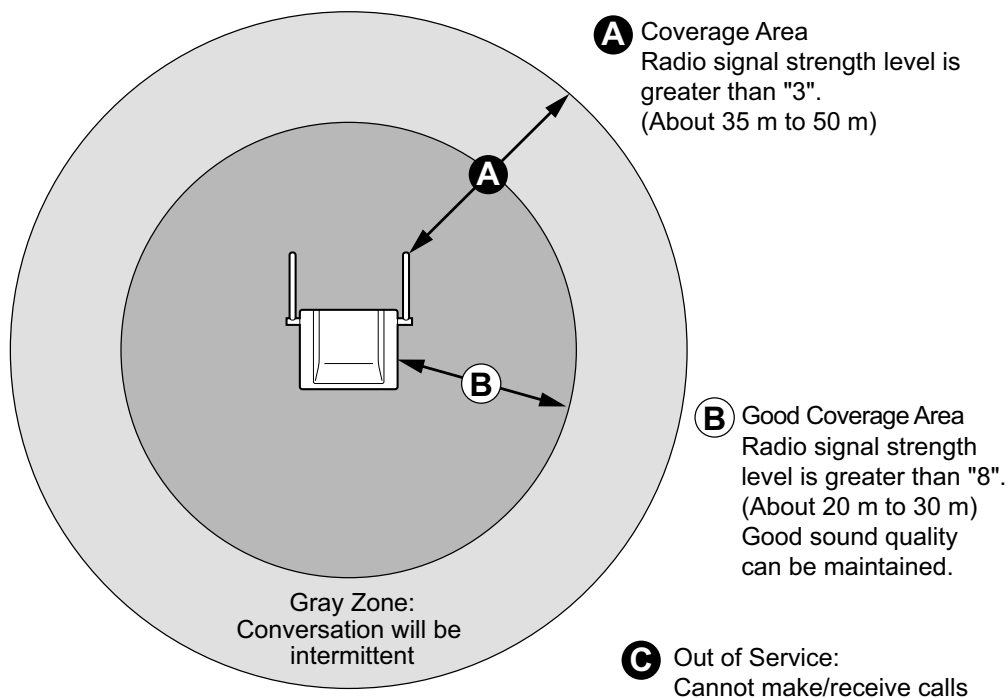 A Coverage Area
Radio signal strength level is
greater than "3".
(About 35 m to 50 m)
A
B
B Good Coverage Area
Radio signal strength
level is greater than "8".
(About 20 m to 30 m)
Good sound quality
can be maintained.
Gray Zone:
Conversation will be
intermittent
C Out of Service:
Cannot make/receive calls